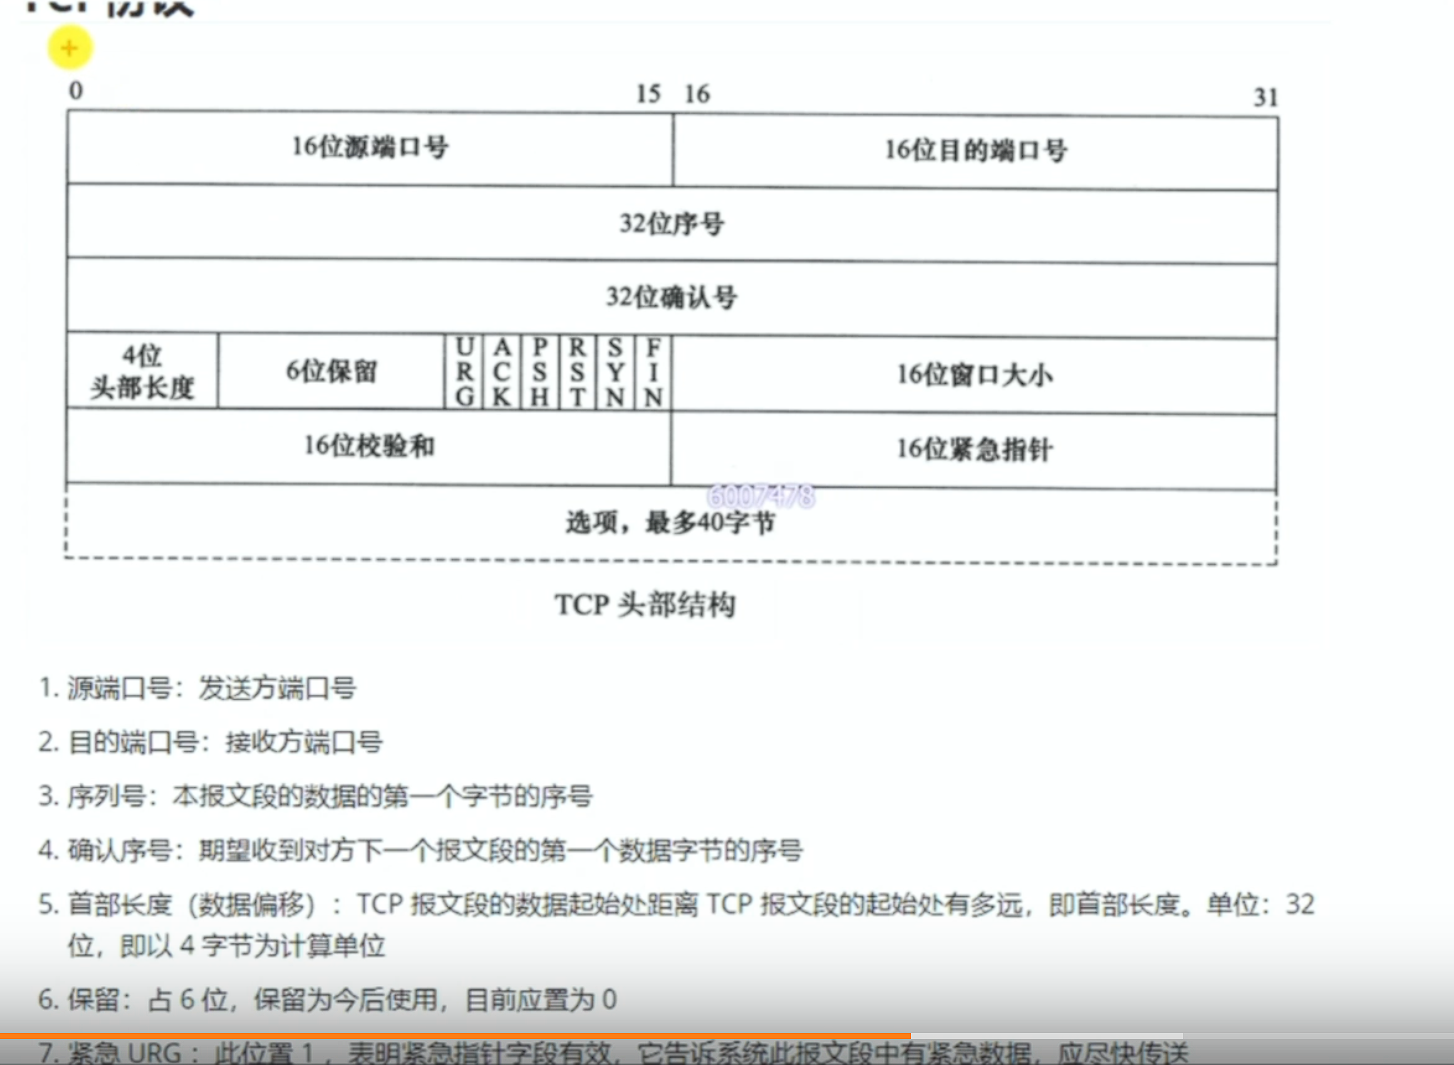 TCP 协议
0 15 16 31
16位源端口号 16位目的端口号
32位序号
32位确认号
4位
头部长度
6位保留
URG ACK PSH RST SYN FIN
16位窗口大小
16位校验和 16位紧急指针
6007478
选项，最多40字节
TCP 头部结构
1. 源端口号：发送方端口号
2. 目的端口号：接收方端口号
3. 序列号：本报文段的数据的第一个字节的序号
4. 确认序号：期望收到对方下一个报文段的第一个数据字节的序号
5. 首部长度（数据偏移）：TCP 报文段的数据起始处距离 TCP 报文段的起始处有多远，即首部长度。单位：32
位，即以 4 字节为计算单位
6. 保留：占 6 位，保留为今后使用，目前应置为 0
7. 紧急 URG ：此位置 1 ，表明紧急指针字段有效，它告诉系统此报文段中有紧急数据，应尽快传送